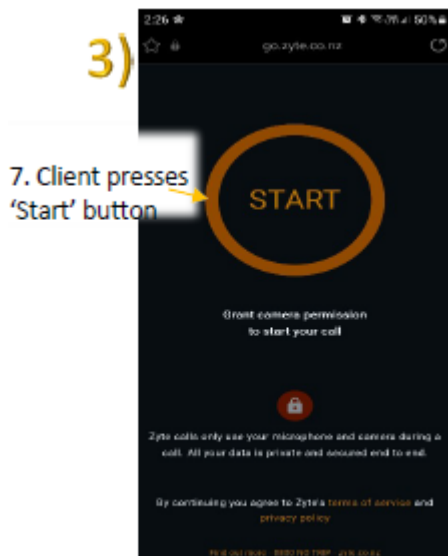 2:26
50%
3)
go.zyte.co.nz
7. Client presses
'Start' button
START
Grant camera permission
to start your call
Zyte calls only use your microphone and camera during a
call. All your data is private and secured end to end.
By continuing you agree to Zyte's terms of service and
privacy policy